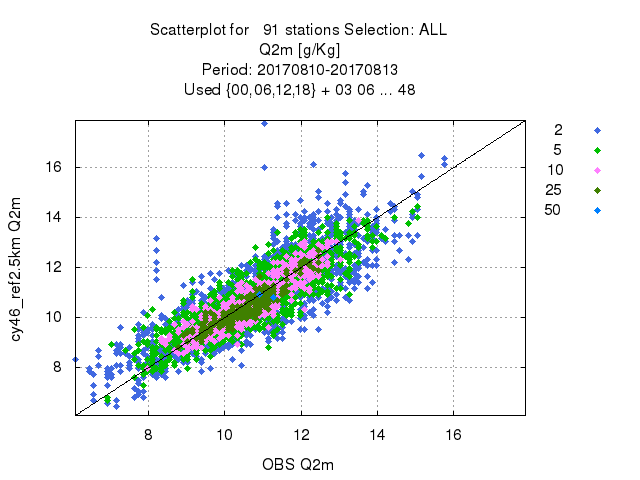 Scatterplot for   91 stations Selection: ALL
Q2m [g/Kg]
Period: 20170810-20170813
Used {00,06,12,18} + 03 06 ... 48
2
5
10
25
50
cy46_ref2.5km Q2m
16
14
12
10
8
8 10 12 14 16
OBS Q2m